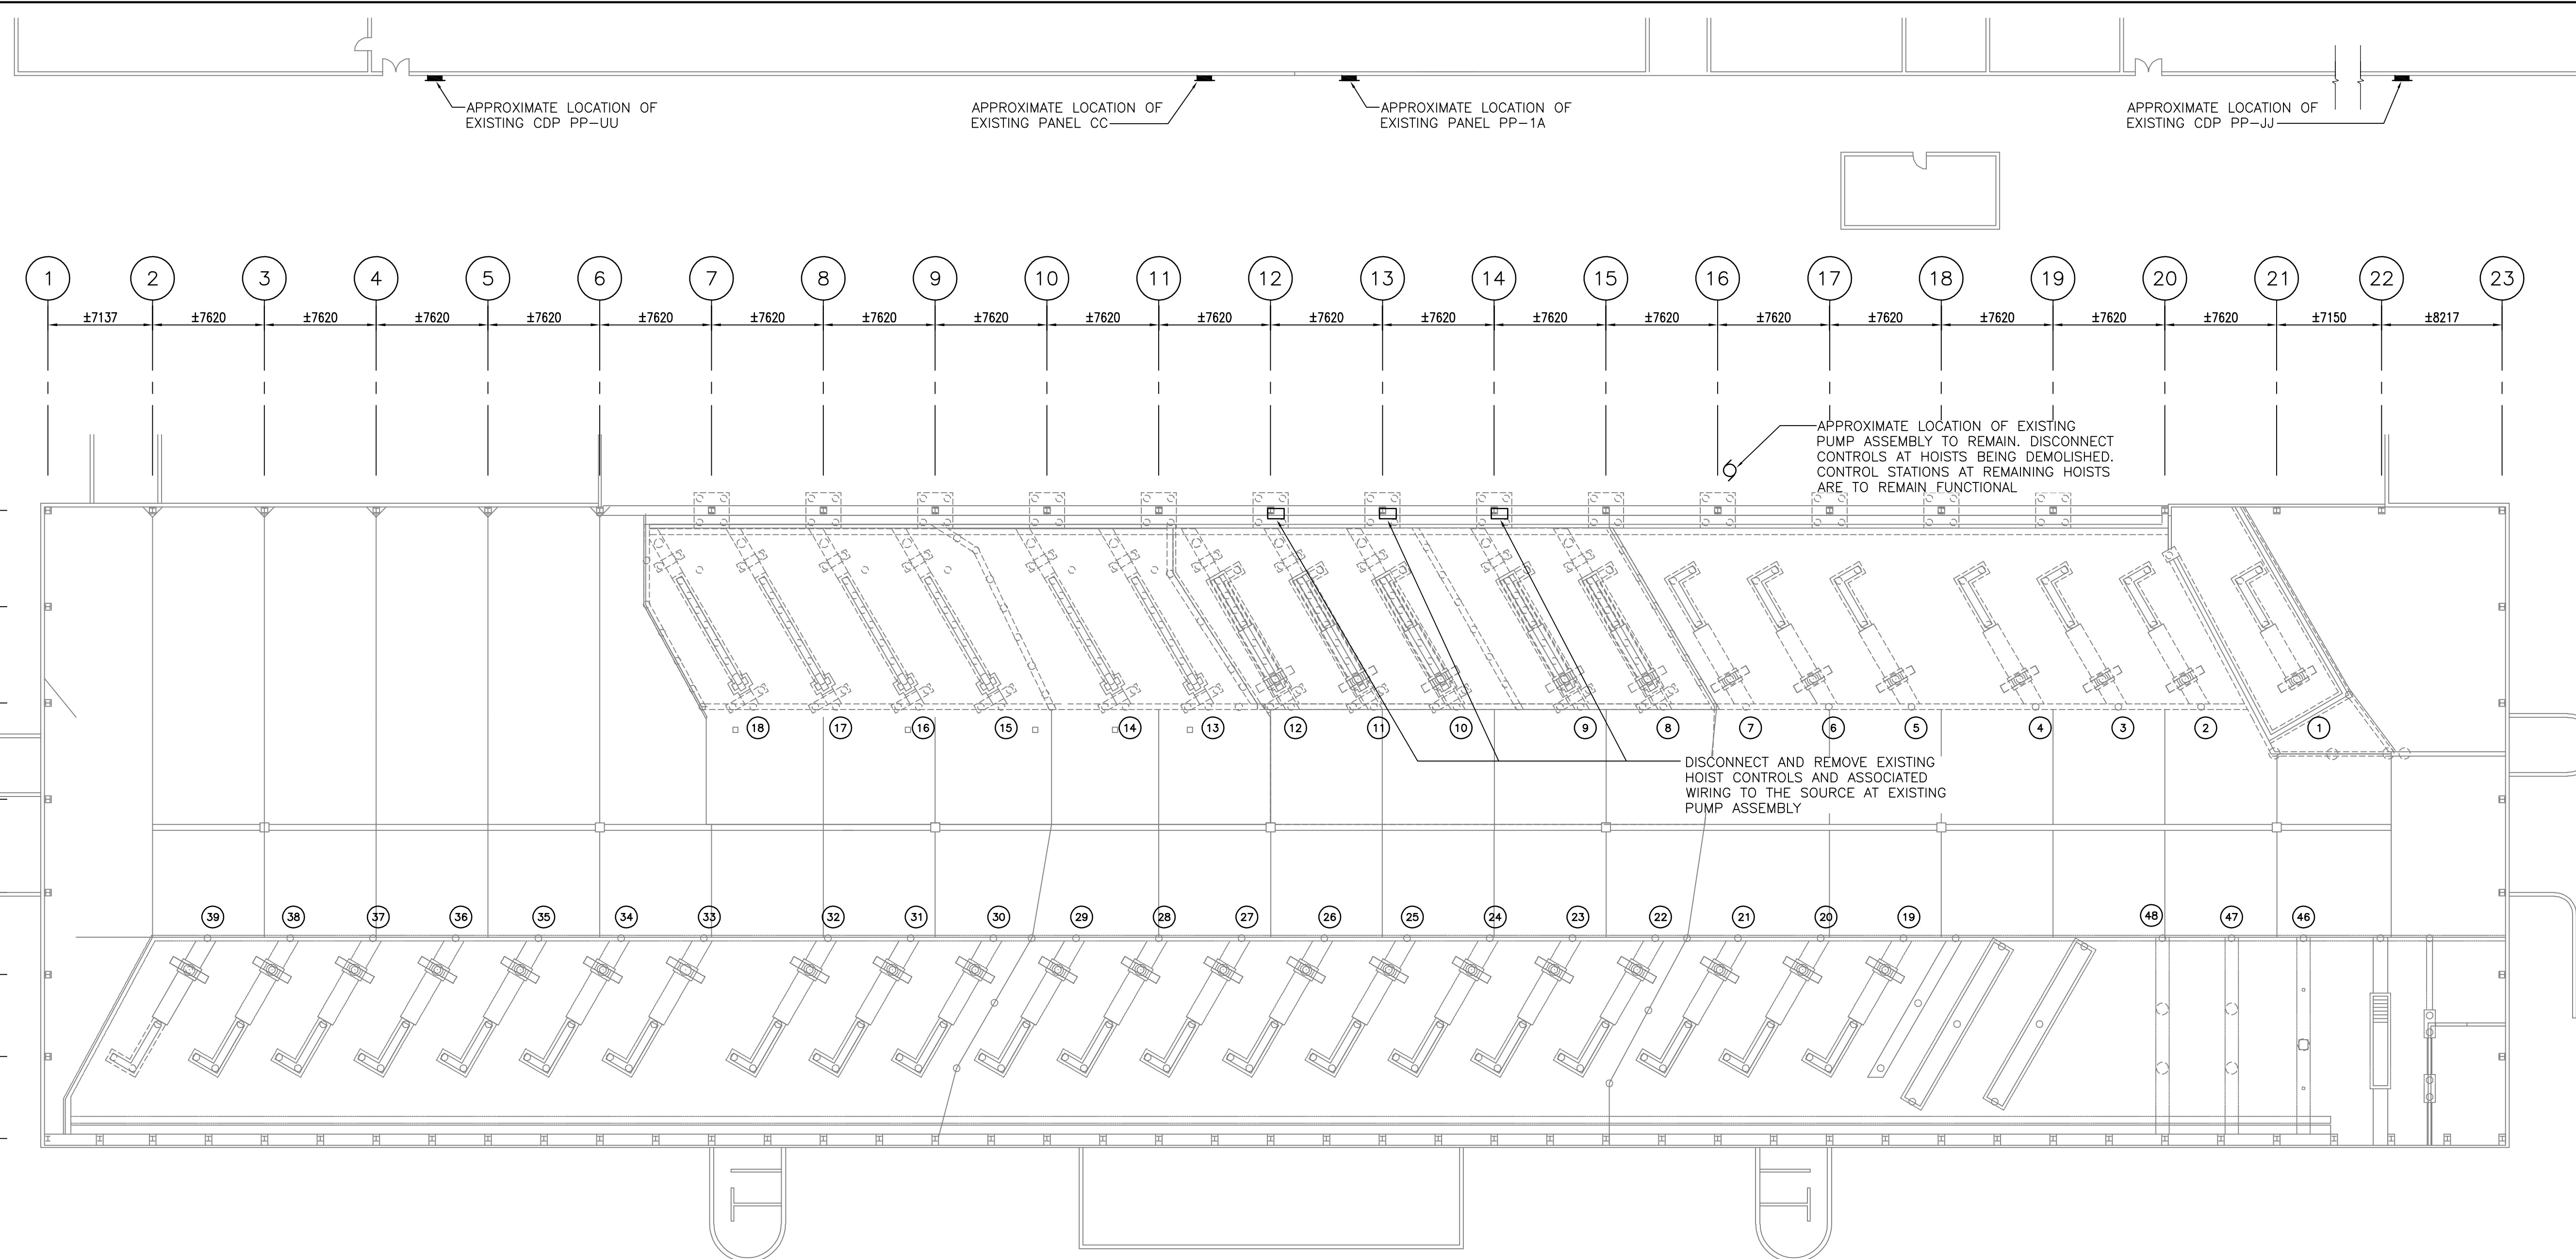 APPROXIMATE LOCATION OF
EXISTING CDP PP-UU
APPROXIMATE LOCATION OF
EXISTING PANEL CC
APPROXIMATE LOCATION OF
EXISTING PANEL PP-1A
APPROXIMATE LOCATION OF
EXISTING CDP PP-JJ
1 2 3 4 5 6 7 8 9 10 11 12 13 14 15 16 17 18 19 20 21 22 23
±7137 ±7620 ±7620 ±7620 ±7620 ±7620 ±7620 ±7620 ±7620 ±7620 ±7620 ±7620 ±7620 ±7620 ±7620 ±7620 ±7620 ±7620 ±7620 ±7620 ±7150 ±8217
APPROXIMATE LOCATION OF EXISTING
PUMP ASSEMBLY TO REMAIN. DISCONNECT
CONTROLS AT HOISTS BEING DEMOLISHED.
CONTROL STATIONS AT REMAINING HOISTS
ARE TO REMAIN FUNCTIONAL
18 17 16 15 14 13 12 11 10 9 8 7 6 5 4 3 2 1
DISCONNECT AND REMOVE EXISTING
HOIST CONTROLS AND ASSOCIATED
WIRING TO THE SOURCE AT EXISTING
PUMP ASSEMBLY
39 38 37 36 35 34 33 32 31 30 29 28 27 26 25 24 23 22 21 20 19 48 47 46